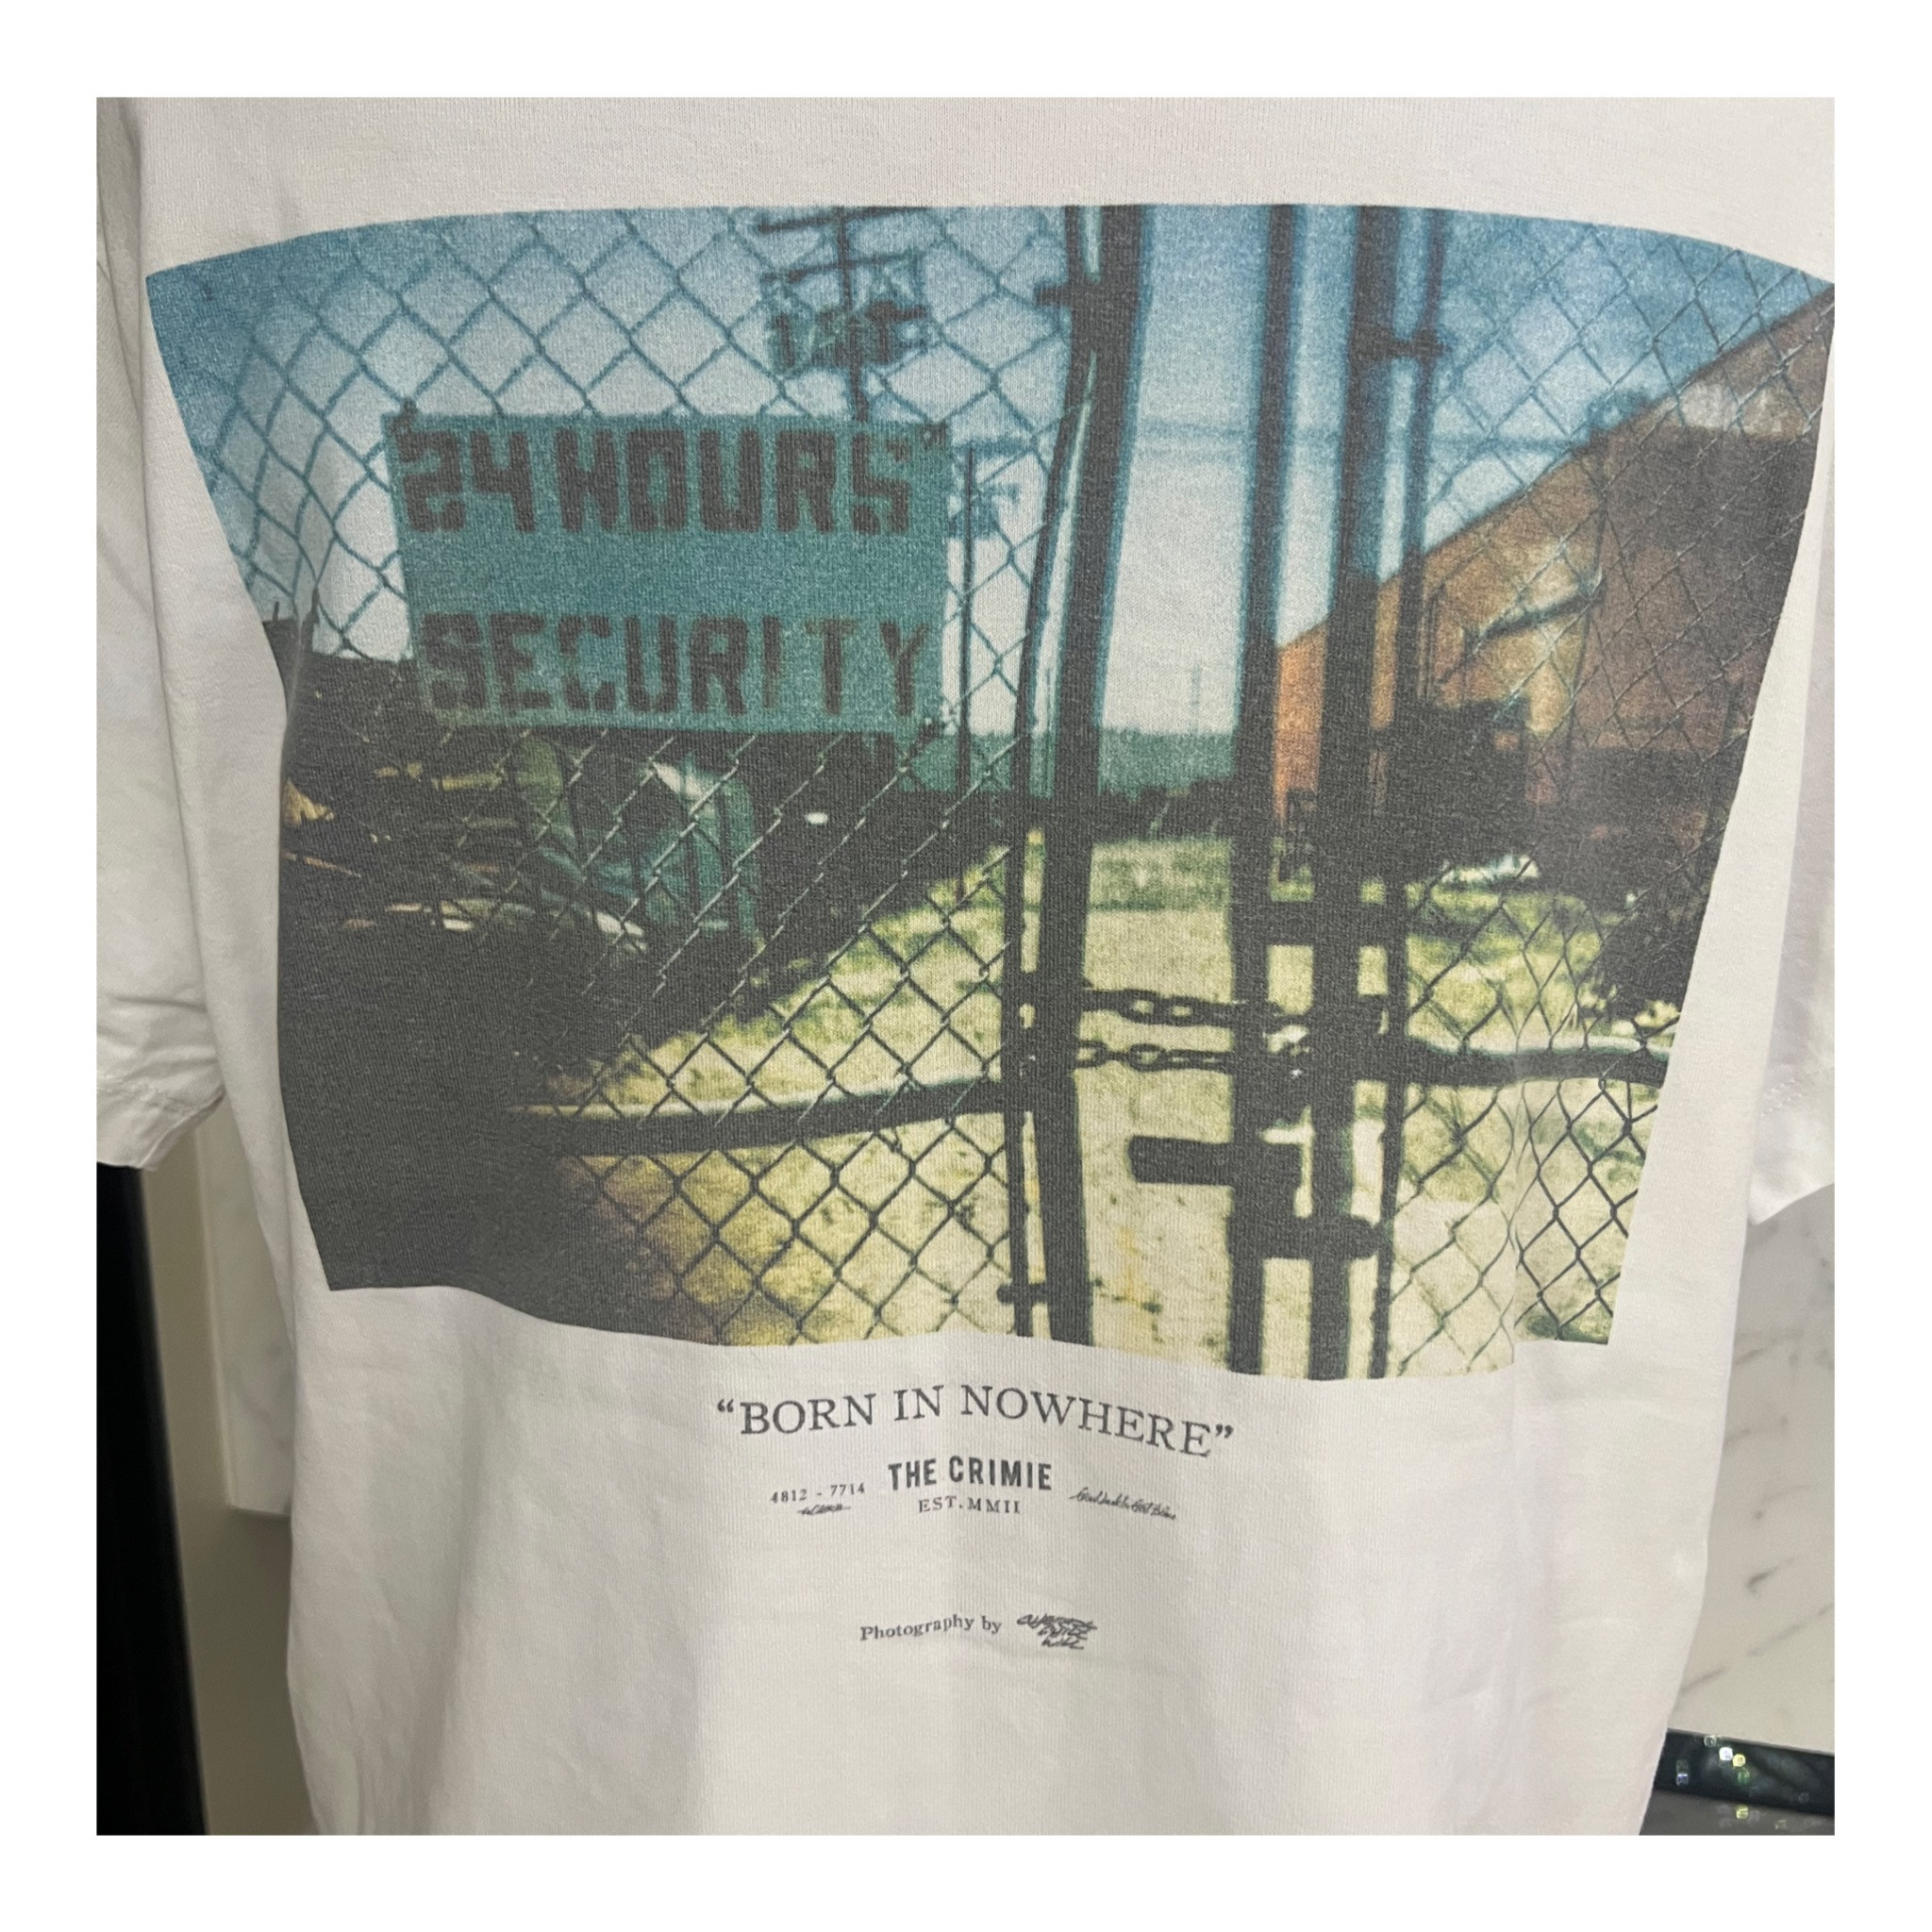 24 HOURS
SECURITY
“BORN IN NOWHERE”
4812 - 7714 THE CRIMIE
EST.MMII
Photography by